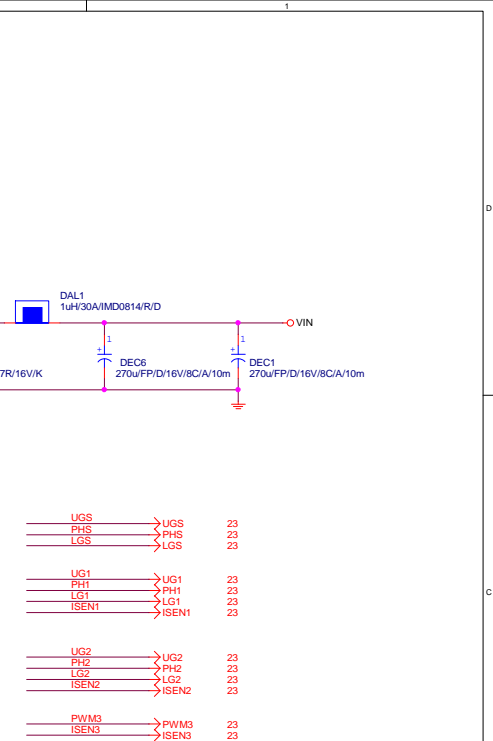 1
D
DAL1
1uH/30A/IMD0814/R/D
VIN
1
1
+
+
DEC6
DEC1
7R/16V/K
270u/FP/D/16V/8C/A/10m
270u/FP/D/16V/8C/A/10m
UGS UGS 23
PHS PHS 23
LGS LGS 23
UG1 UG1 23
PH1 PH1 23
LG1 LG1 23
ISEN1 ISEN1 23
C
UG2 UG2 23
PH2 PH2 23
LG2 LG2 23
ISEN2 ISEN2 23
PWM3 PWM3 23
ISEN3 ISEN3 23